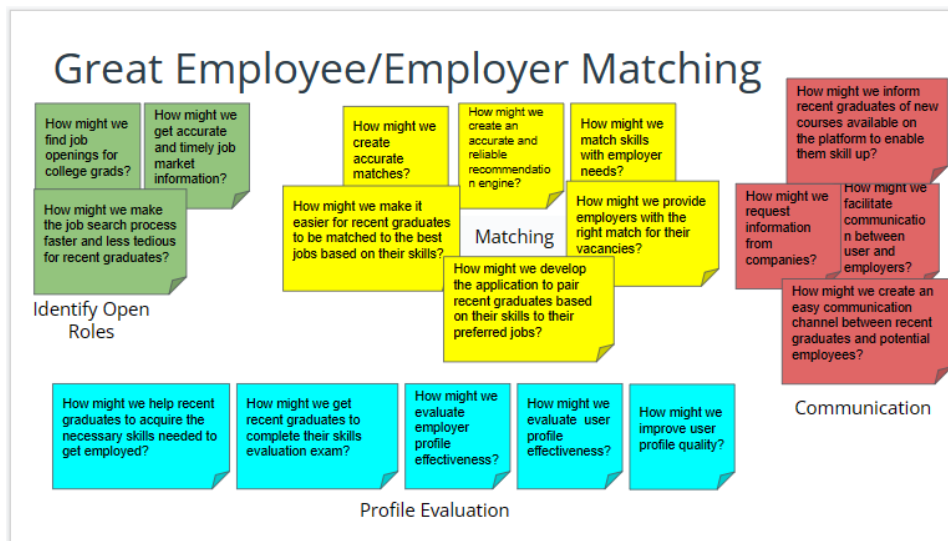 Great Employee/Employer Matching
How might we
find job
openings for
college grads?
How might we
get accurate
and timely job
market
information?
How might we make
the job search process
faster and less tedious
for recent graduates?
Identify Open
Roles
How might we
create
accurate
matches?
How might we
create an
accurate and
reliable
recommendatio
n engine?
How might we
match skills
with employer
needs?
How might we make it
easier for recent graduates
to be matched to the best
jobs based on their skills?
Matching
How might we provide
employers with the
right match for their
vacancies?
How might we develop
the application to pair
recent graduates based
on their skills to their
preferred jobs?
How might we inform
recent graduates of new
courses available
on the platform to enable
them skill up?
How might we
request
information
from
companies?
How might we
facilitate
communicatio
n between
user and
employers?
How might we create an
easy communication
channel between recent
graduates and potential
employees?
Communication
How might we help recent
graduates to acquire the
necessary skills needed to
get employed?
How might we get
recent graduates to
complete their skills
evaluation exam?
How might we
evaluate
employer
profile
effectiveness?
How might we
evaluate user
profile
effectiveness?
How might we
improve user
profile quality?
Profile Evaluation